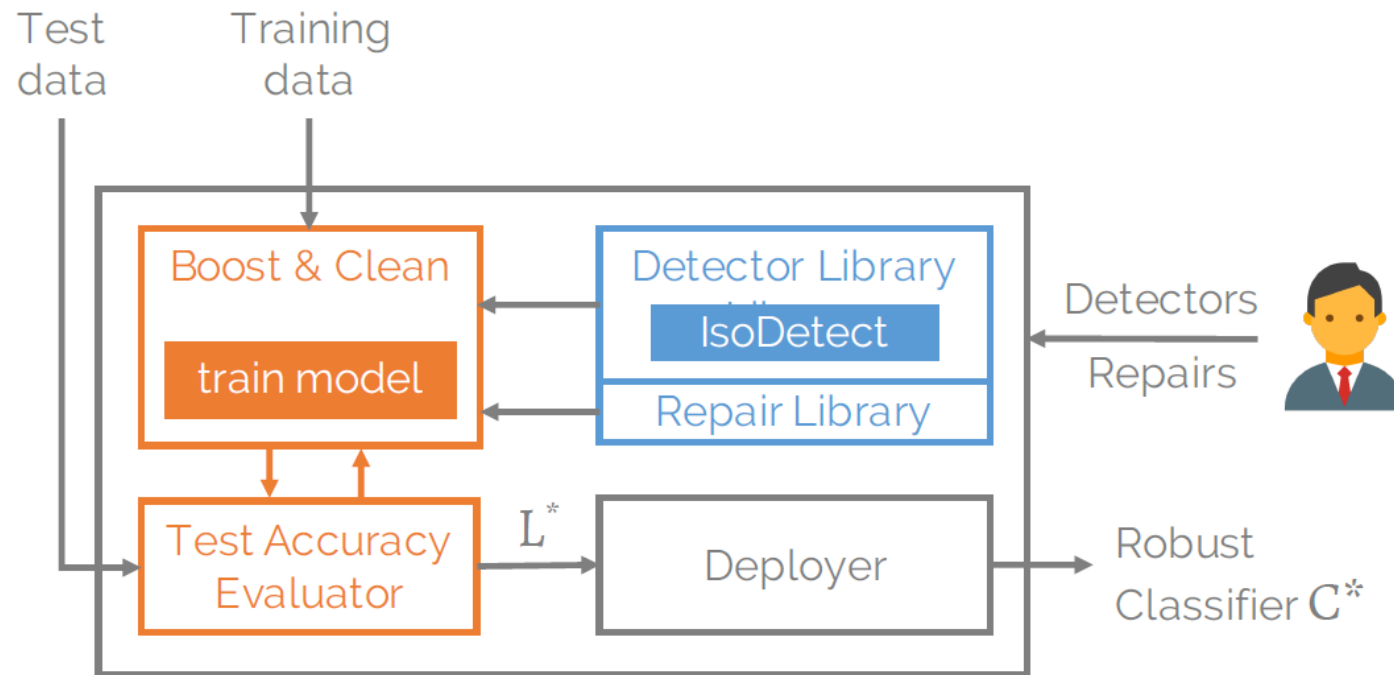 Test
data
Training
data
Boost & Clean
train model
Detector Library
IsoDetect
Repair Library
Detectors
Repairs
Test Accuracy
Evaluator
L*
Deployer
Robust
Classifier C*